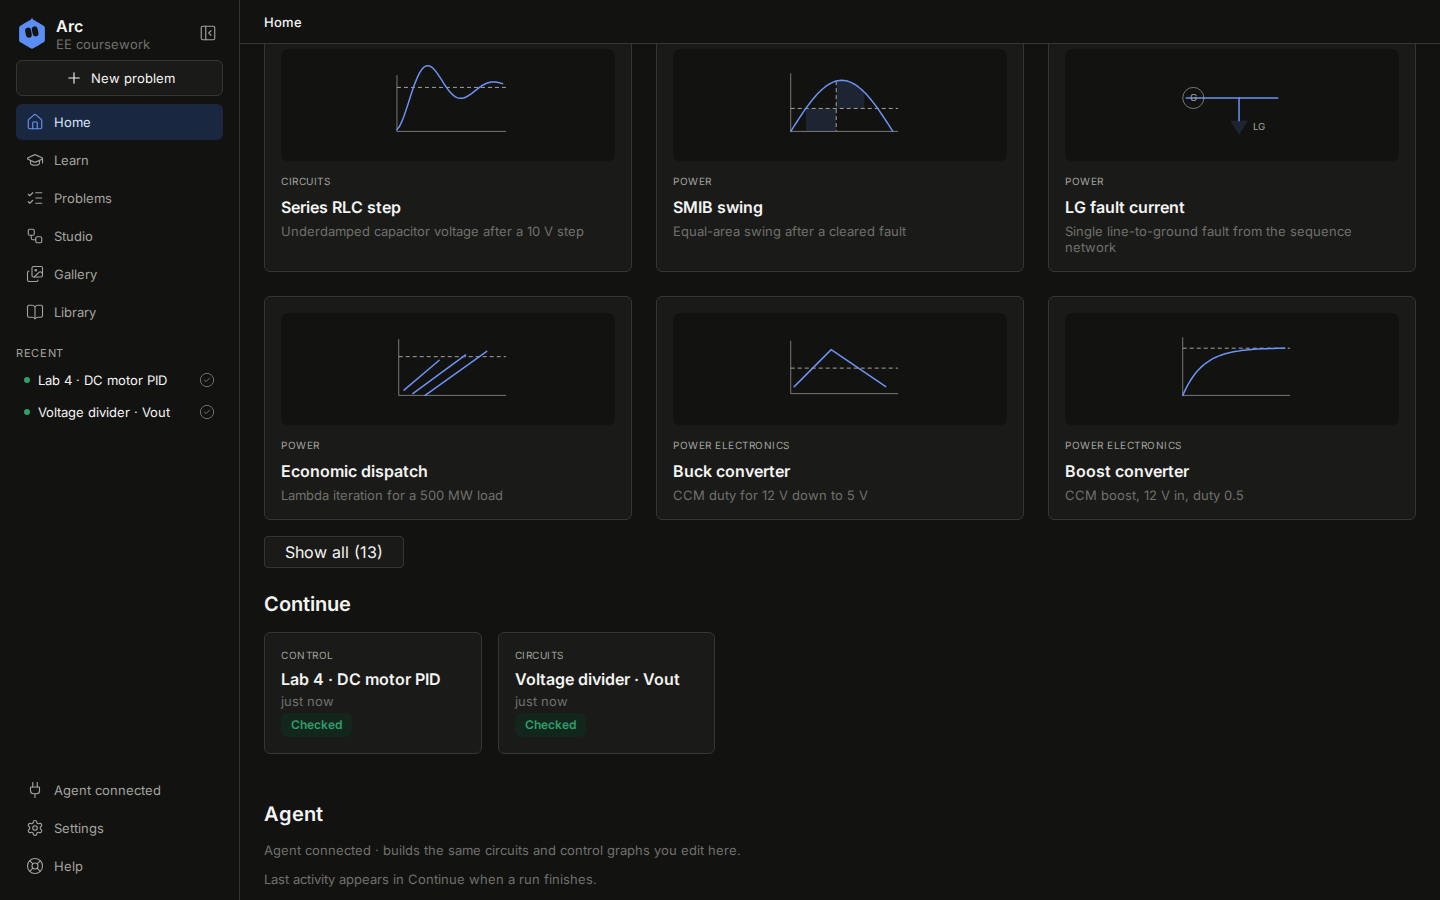 Arc
EE coursework
New problem
Home
Learn
Problems
Studio
Gallery
Library
RECENT
Lab 4 · DC motor PID
Voltage divider · Vout
Agent connected
Settings
Help
Home
CIRCUITS
Series RLC step
Underdamped capacitor voltage after a 10 V step
POWER
SMIB swing
Equal-area swing after a cleared fault
G
LG
POWER
LG fault current
Single line-to-ground fault from the sequence
network
POWER
Economic dispatch
Lambda iteration for a 500 MW load
POWER ELECTRONICS
Buck converter
CCM duty for 12 V down to 5 V
POWER ELECTRONICS
Boost converter
CCM boost, 12 V in, duty 0.5
Show all (13)
Continue
CONTROL
Lab 4 · DC motor PID
just now
Checked
CIRCUITS
Voltage divider · Vout
just now
Checked
Agent
Agent connected · builds the same circuits and control graphs you edit here.
Last activity appears in Continue when a run finishes.